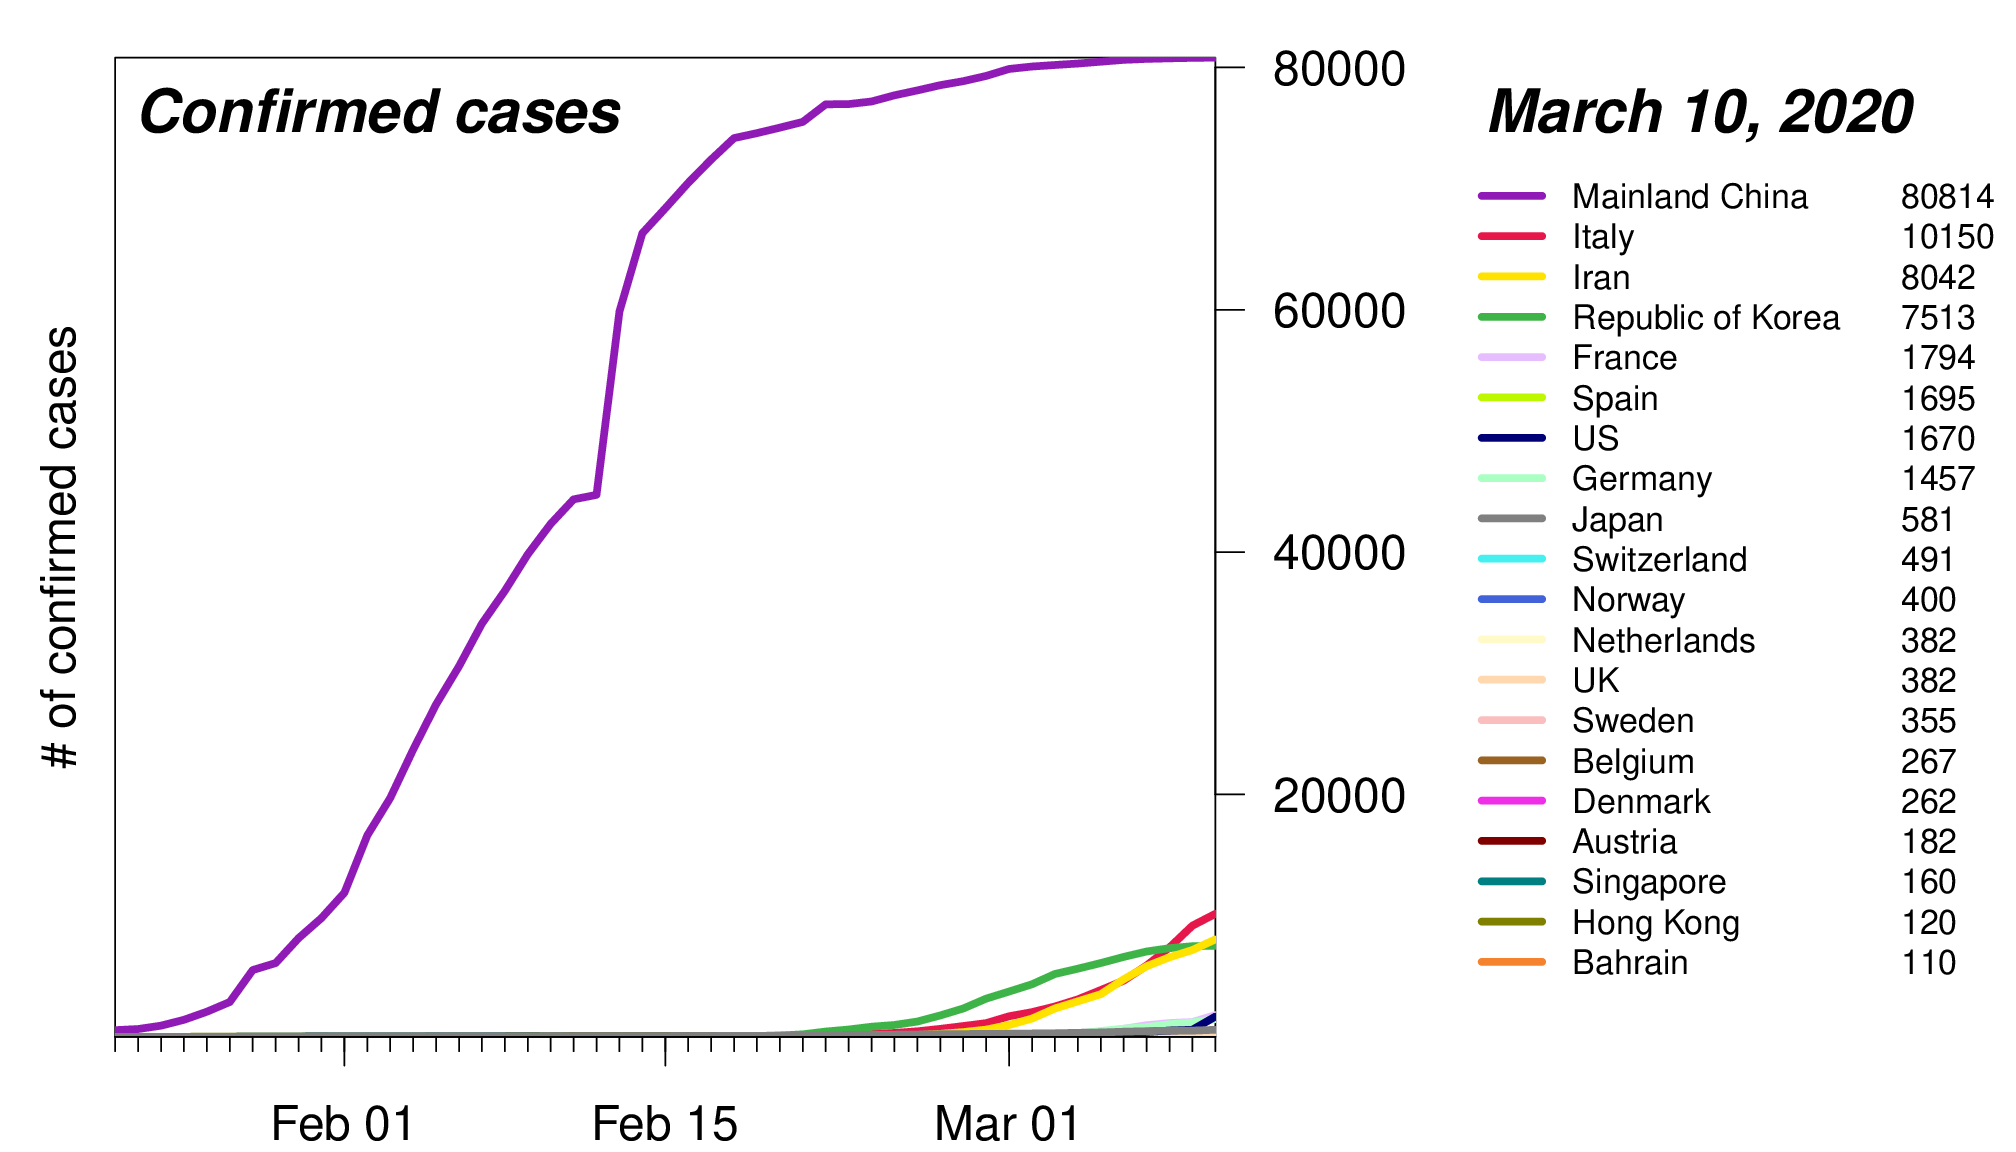 Confirmed cases
March 10, 2020
# of confirmed cases
80000
60000
40000
20000
Feb 01
Feb 15
Mar 01
Mainland China 80814
Italy 10150
Iran 8042
Republic of Korea 7513
France 1794
Spain 1695
US 1670
Germany 1457
Japan 581
Switzerland 491
Norway 400
Netherlands 382
UK 382
Sweden 355
Belgium 267
Denmark 262
Austria 182
Singapore 160
Hong Kong 120
Bahrain 110